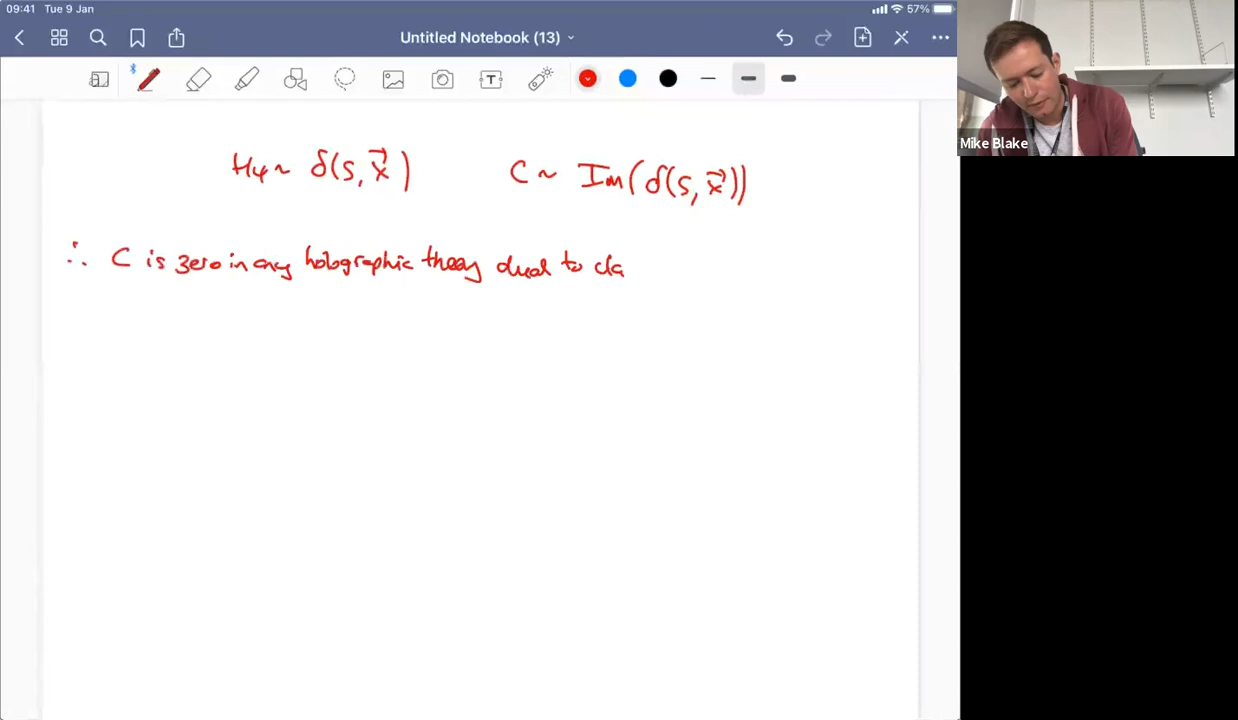 09:41 Tue 9 Jan
57%
Untitled Notebook (13)
T
Mike Blake
H4 ~ δ(s, x⃗) C ~ Im(δ(s, x⃗))
∴ C is zero in any holographic theory dual to cla